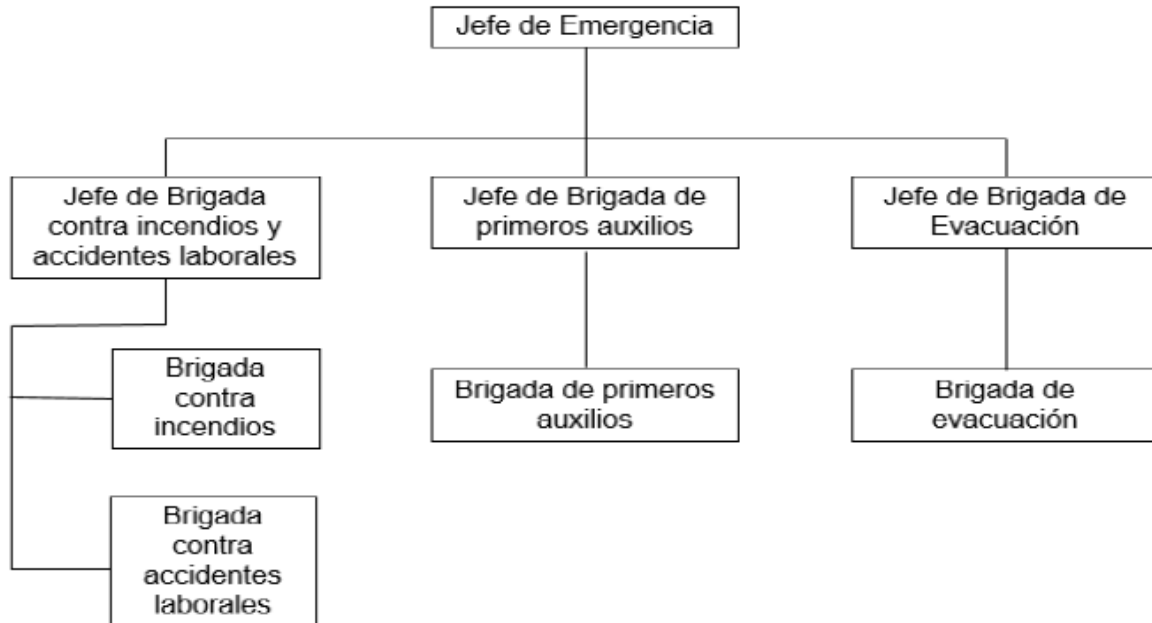 Jefe de Emergencia
Jefe de Brigada
contra incendios y
accidentes laborales
Jefe de Brigada de
primeros auxilios
Jefe de Brigada de
Evacuación
Brigada
contra
incendios
Brigada de primeros
auxilios
Brigada de
evacuación
Brigada
contra
accidentes
laborales